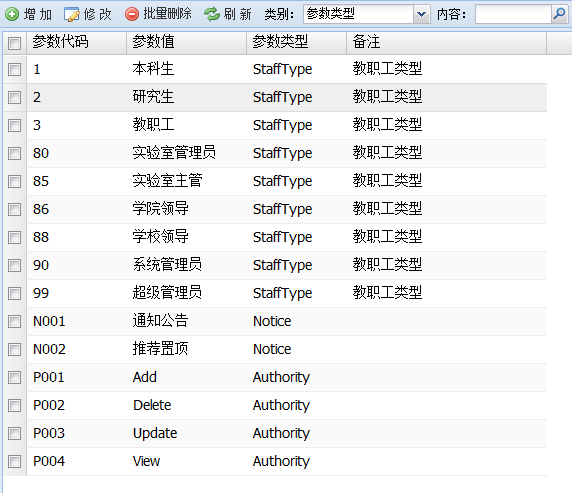 增加 修改 批量删除 刷新 类别: 参数类型 内容:
参数代码 参数值 参数类型 备注
1 本科生 StaffType 教职工类型
2 研究生 StaffType 教职工类型
3 教职工 StaffType 教职工类型
80 实验室管理员 StaffType 教职工类型
85 实验室主管 StaffType 教职工类型
86 学院领导 StaffType 教职工类型
88 学校领导 StaffType 教职工类型
90 系统管理员 StaffType 教职工类型
99 超级管理员 StaffType 教职工类型
N001 通知公告 Notice
N002 推荐置顶 Notice
P001 Add Authority
P002 Delete Authority
P003 Update Authority
P004 View Authority